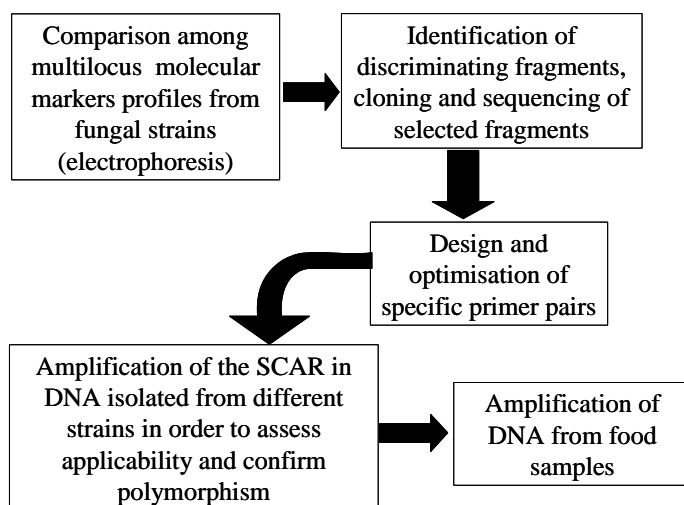 Comparison among
multilocus molecular
markers profiles from
fungal strains
(electrophoresis)
Identification of
discriminating fragments,
cloning and sequencing of
selected fragments
Design and
optimisation of
specific primer pairs
Amplification of the SCAR in
DNA isolated from different
strains in order to assess
applicability and confirm
polymorphism
Amplification of
DNA from food
samples